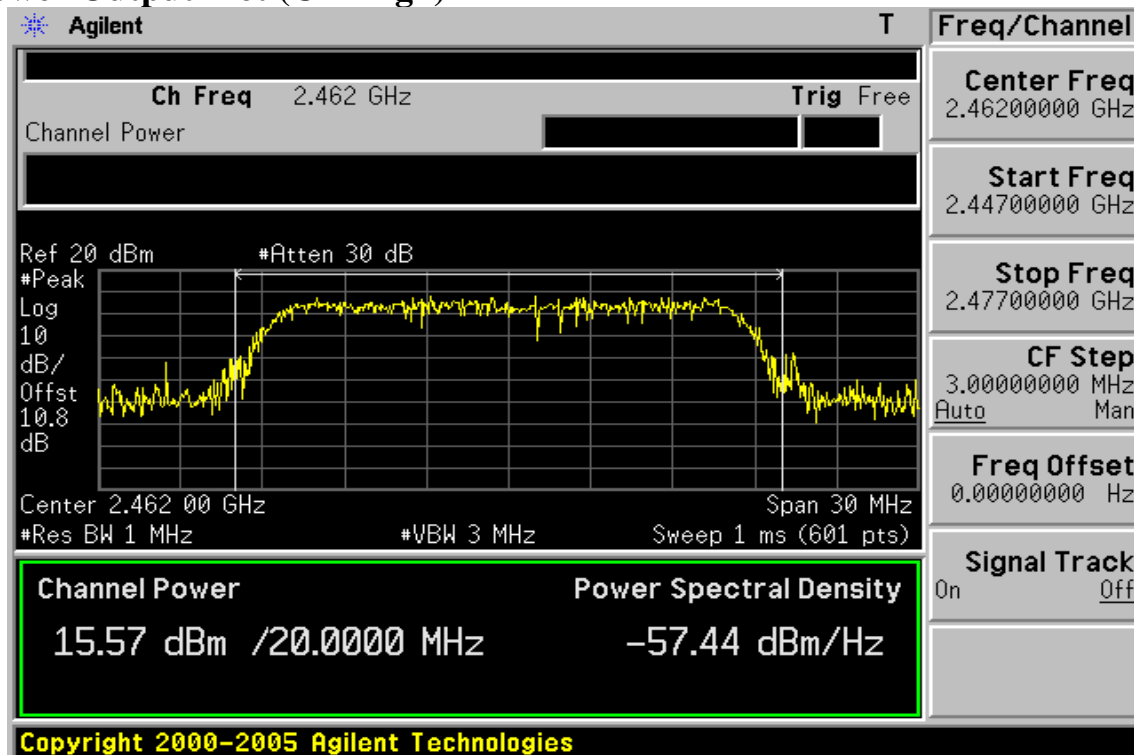 Agilent T
Freq/Channel
Ch Freq 2.462 GHz Trig Free
Channel Power
Center Freq
2.46200000 GHz
Start Freq
2.44700000 GHz
Stop Freq
2.47700000 GHz
CF Step
3.00000000 MHz
Auto Man
Freq Offset
0.00000000 Hz
Signal Track
On Off
Ref 20 dBm #Atten 30 dB
#Peak
Log
10
dB/
Offst
10.8
dB
Center 2.462 00 GHz Span 30 MHz
#Res BW 1 MHz #VBW 3 MHz Sweep 1 ms (601 pts)
Channel Power Power Spectral Density
15.57 dBm /20.0000 MHz -57.44 dBm/Hz
Copyright 2000-2005 Agilent Technologies